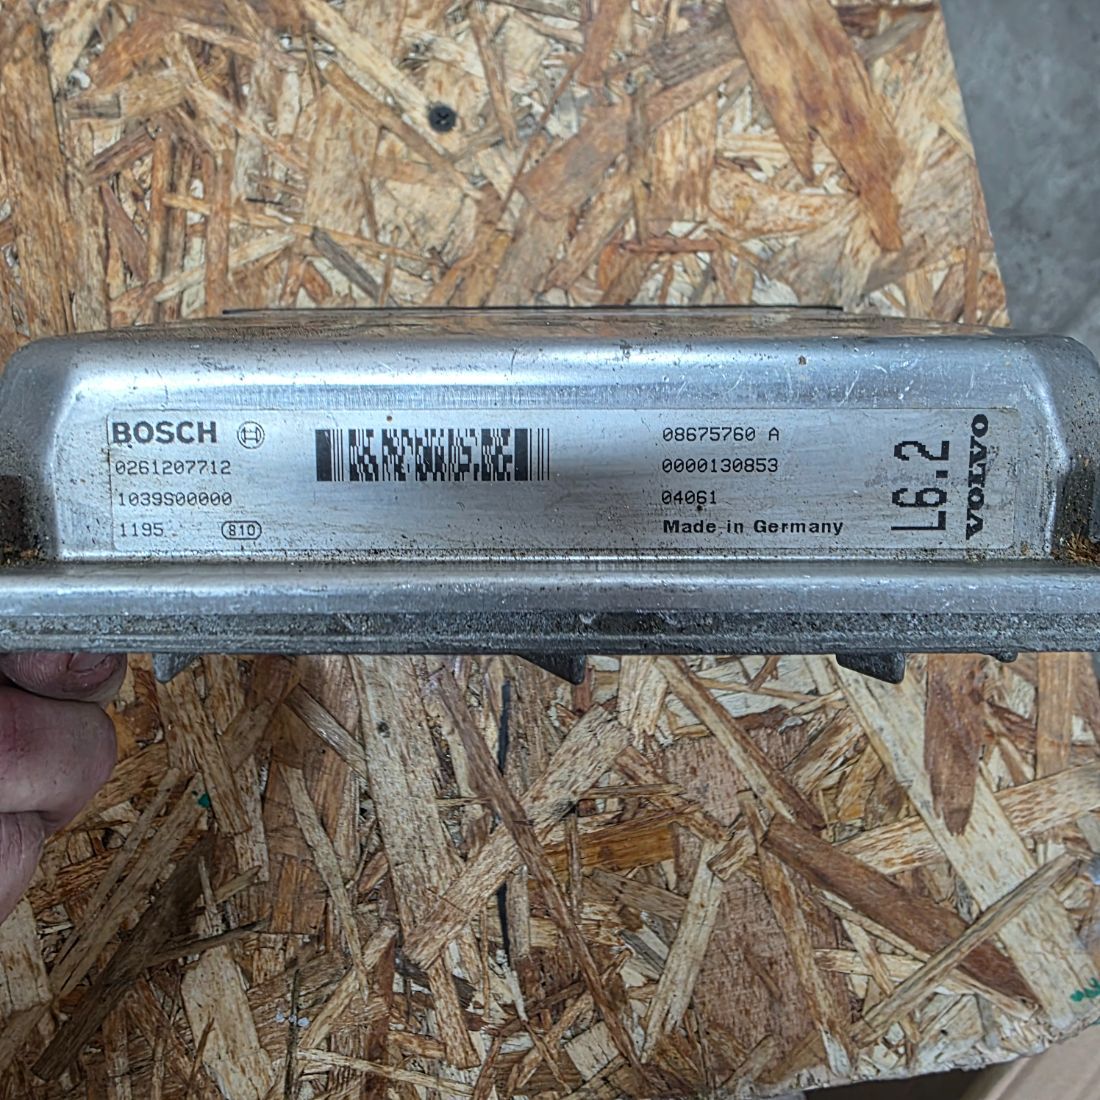 BOSCH
0261207712
1039S00000
1195 810
08675760 A
0000130853
04061
Made in Germany
L6.2
VOLVO